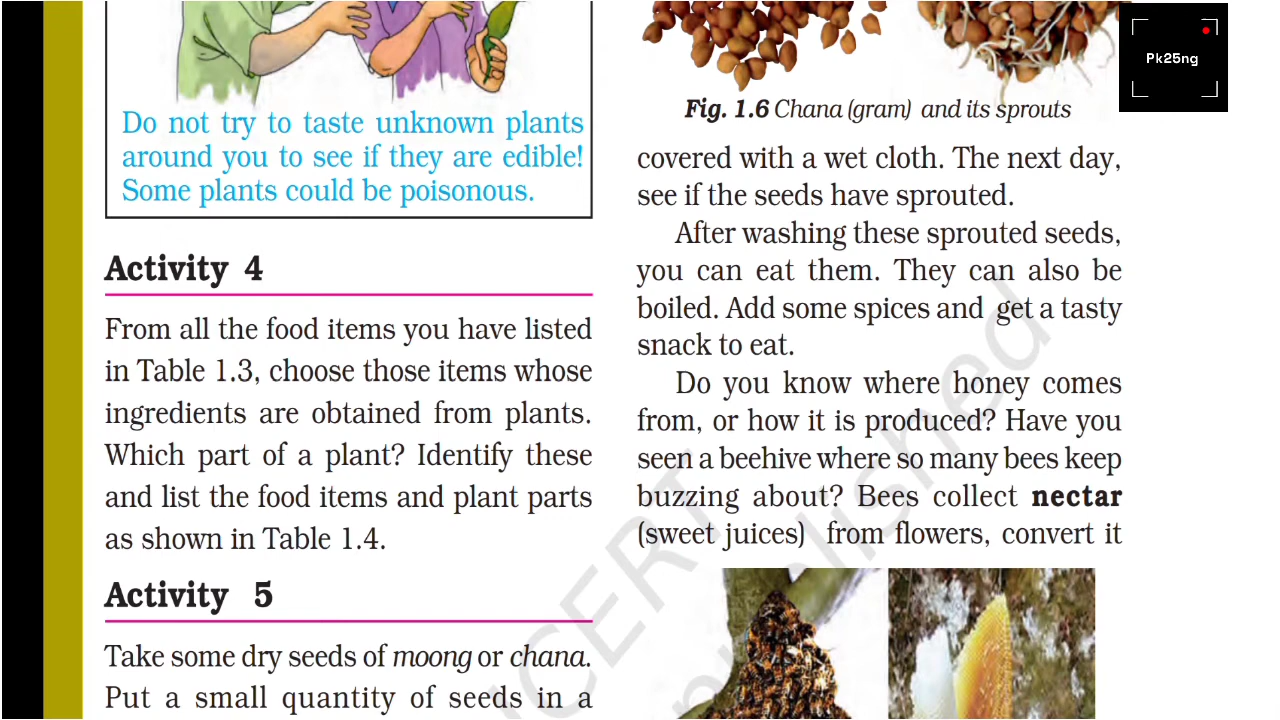 Do not try to taste unknown plants
around you to see if they are edible!
Some plants could be poisonous.
Activity 4
From all the food items you have listed
in Table 1.3, choose those items whose
ingredients are obtained from plants.
Which part of a plant? Identify these
and list the food items and plant parts
as shown in Table 1.4.
Activity 5
Take some dry seeds of moong or chana.
Put a small quantity of seeds in a
Fig. 1.6 Chana (gram) and its sprouts
covered with a wet cloth. The next day,
see if the seeds have sprouted.
After washing these sprouted seeds,
you can eat them. They can also be
boiled. Add some spices and get a tasty
snack to eat.
Do you know where honey comes
from, or how it is produced? Have you
seen a beehive where so many bees keep
buzzing about? Bees collect nectar
(sweet juices) from flowers, convert it
Pk25ng